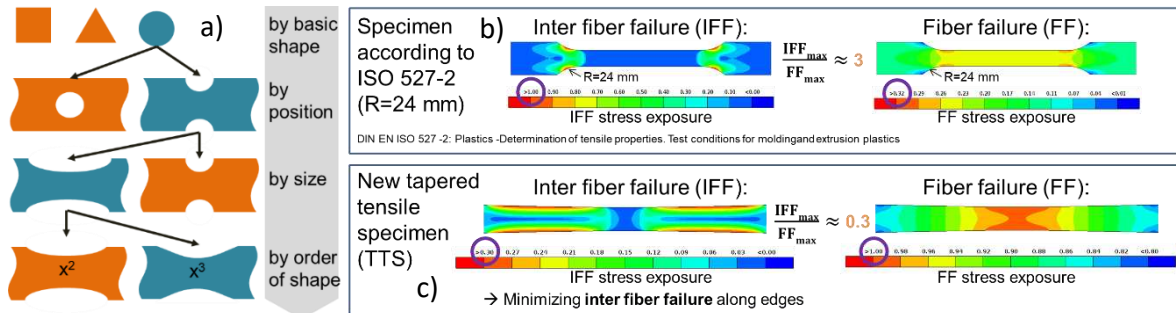 a)
by basic
shape
by
position
by size
by order
of shape
x²
x³
Specimen
according to
ISO 527-2
(R=24 mm)
b)
Inter fiber failure (IFF):
R=24 mm
>1.00 0.90 0.80 0.70 0.60 0.50 0.40 0.30 0.20 0.10 <0.00
IFF stress exposure
IFFmax
FFmax
≈ 3
Fiber failure (FF):
R=24 mm
>0.32 0.29 0.26 0.23 0.20 0.17 0.14 0.11 0.07 0.04 <0.01
FF stress exposure
DIN EN ISO 527 -2: Plastics -Determination of tensile properties. Test conditions for moldingand extrusion plastics
New tapered
tensile
specimen
(TTS)
c)
Inter fiber failure (IFF):
>0.30 0.27 0.24 0.21 0.18 0.15 0.12 0.09 0.06 0.03 <0.00
IFF stress exposure
IFFmax
FFmax
≈ 0.3
Fiber failure (FF):
>1.00 0.98 0.96 0.94 0.92 0.90 0.88 0.86 0.84 0.82 <0.80
FF stress exposure
→ Minimizing inter fiber failure along edges